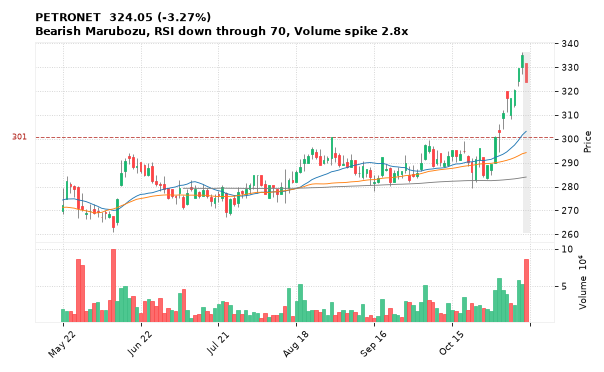 PETRONET 324.05 (-3.27%)
Bearish Marubozu, RSI down through 70, Volume spike 2.8x
340
330
320
310
301
300
290
280
270
260
Price
10
5
Volume 10⁴
May 22
Jun 22
Jul 21
Aug 18
Sep 16
Oct 15